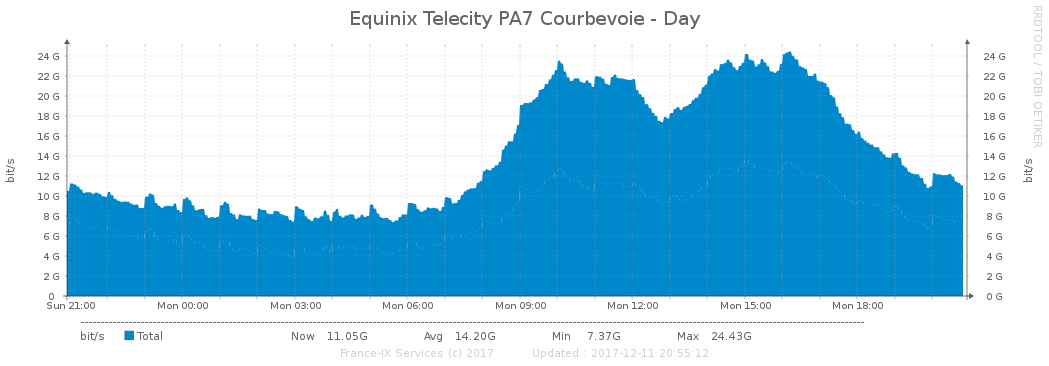 Equinix Telecity PA7 Courbevoie - Day
RRDTOOL / TOBI OETIKER
bit/s
24 G 24 G
22 G 22 G
20 G 20 G
18 G 18 G
16 G 16 G
14 G 14 G
12 G 12 G
10 G 10 G
8 G 8 G
6 G 6 G
4 G 4 G
2 G 2 G
0 0 G
bit/s
Sun 21:00 Mon 00:00 Mon 03:00 Mon 06:00 Mon 09:00 Mon 12:00 Mon 15:00 Mon 18:00
bit/s Total Now 11.05G Avg 14.20G Min 7.37G Max 24.43G
France-IX Services (c) 2017 Updated : 2017-12-11 20:55:12